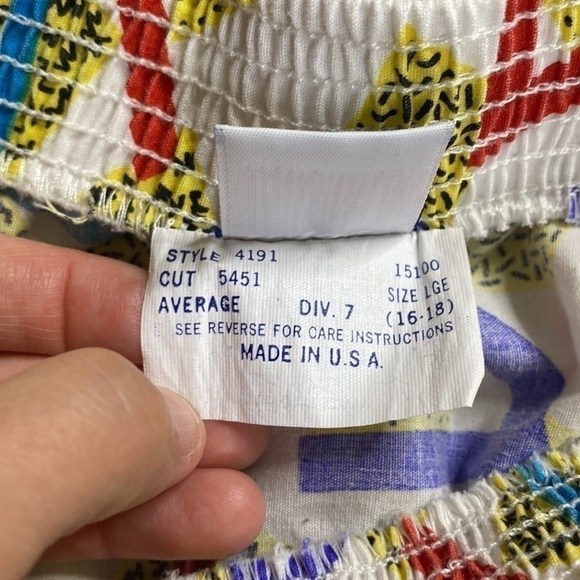 STYLE 4191
CUT 5451 15100
AVERAGE DIV. 7 SIZE LGE (16-18)
SEE REVERSE FOR CARE INSTRUCTIONS
MADE IN U.S A.